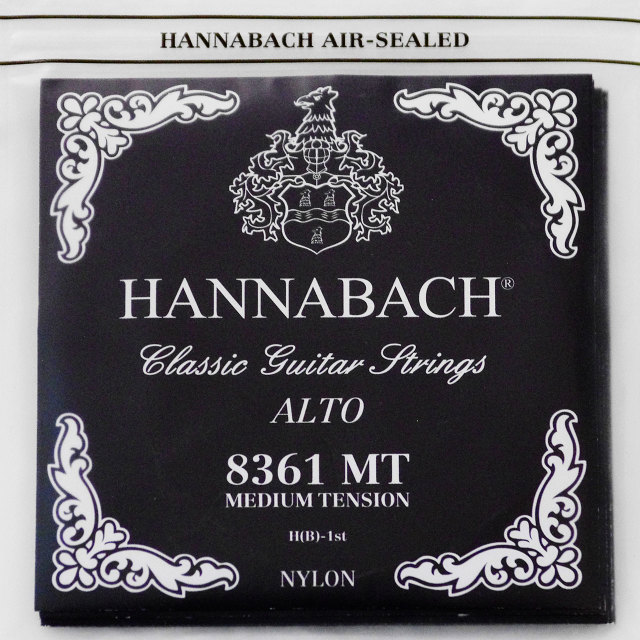 HANNABACH AIR-SEALED
HANNABACH®
Classic Guitar Strings
ALTO
8361 MT
MEDIUM TENSION
H(B)-1st
NYLON